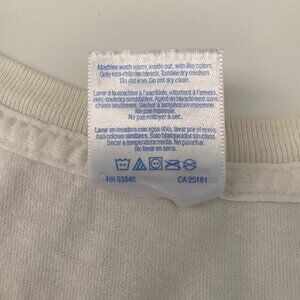 Machine wash warm, inside out, with like colors.
Only non-chlorine bleach. Tumble dry medium.
Do not iron. Do not dry clean.
Laver à la machine à l'eau tiède, vêtement à l'envers
avec couleurs semblables. Agent de blanchiment sans
chlore seulement. Sécher à température moyenne.
Ne pas repasser.
Ne pas nettoyer à sec.
Lavar en lavadora con agua tibia, lavar por el revés,
con colores similares. Solo blanqueador sin cloro.
Secar a temperatura media. No planchar.
No lavar en seco.
RN 93846 CA 25181